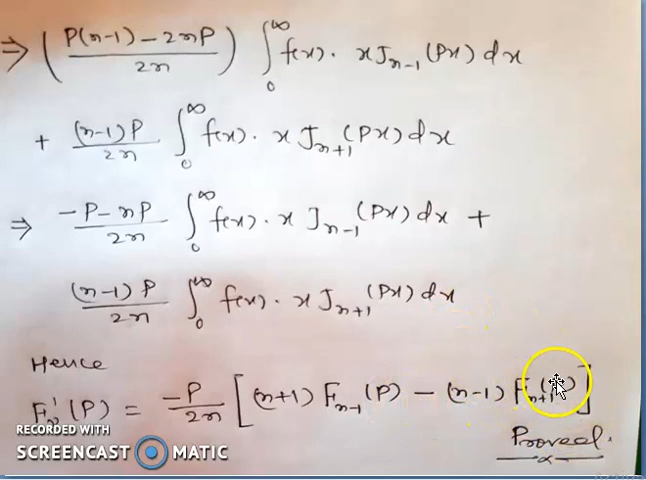 ⇒ (P(n-1) - 2nP / 2n) ∫₀^∞ f(x). x J_{n-1} (Px) dx
+ (n-1)P / 2n ∫₀^∞ f(x). x J_{n+1} (Px) dx
⇒ -P-nP / 2n ∫₀^∞ f(x). x J_{n-1} (Px) dx +
(n-1) P / 2n ∫₀^∞ f(x). x J_{n+1} (Px) dx
Hence
F_n' (P) = -P / 2n [(n+1) F_{n-1} (P) - (n-1) F_{n+1} (P)]
Proved.
RECORDED WITH
SCREENCAST MATIC